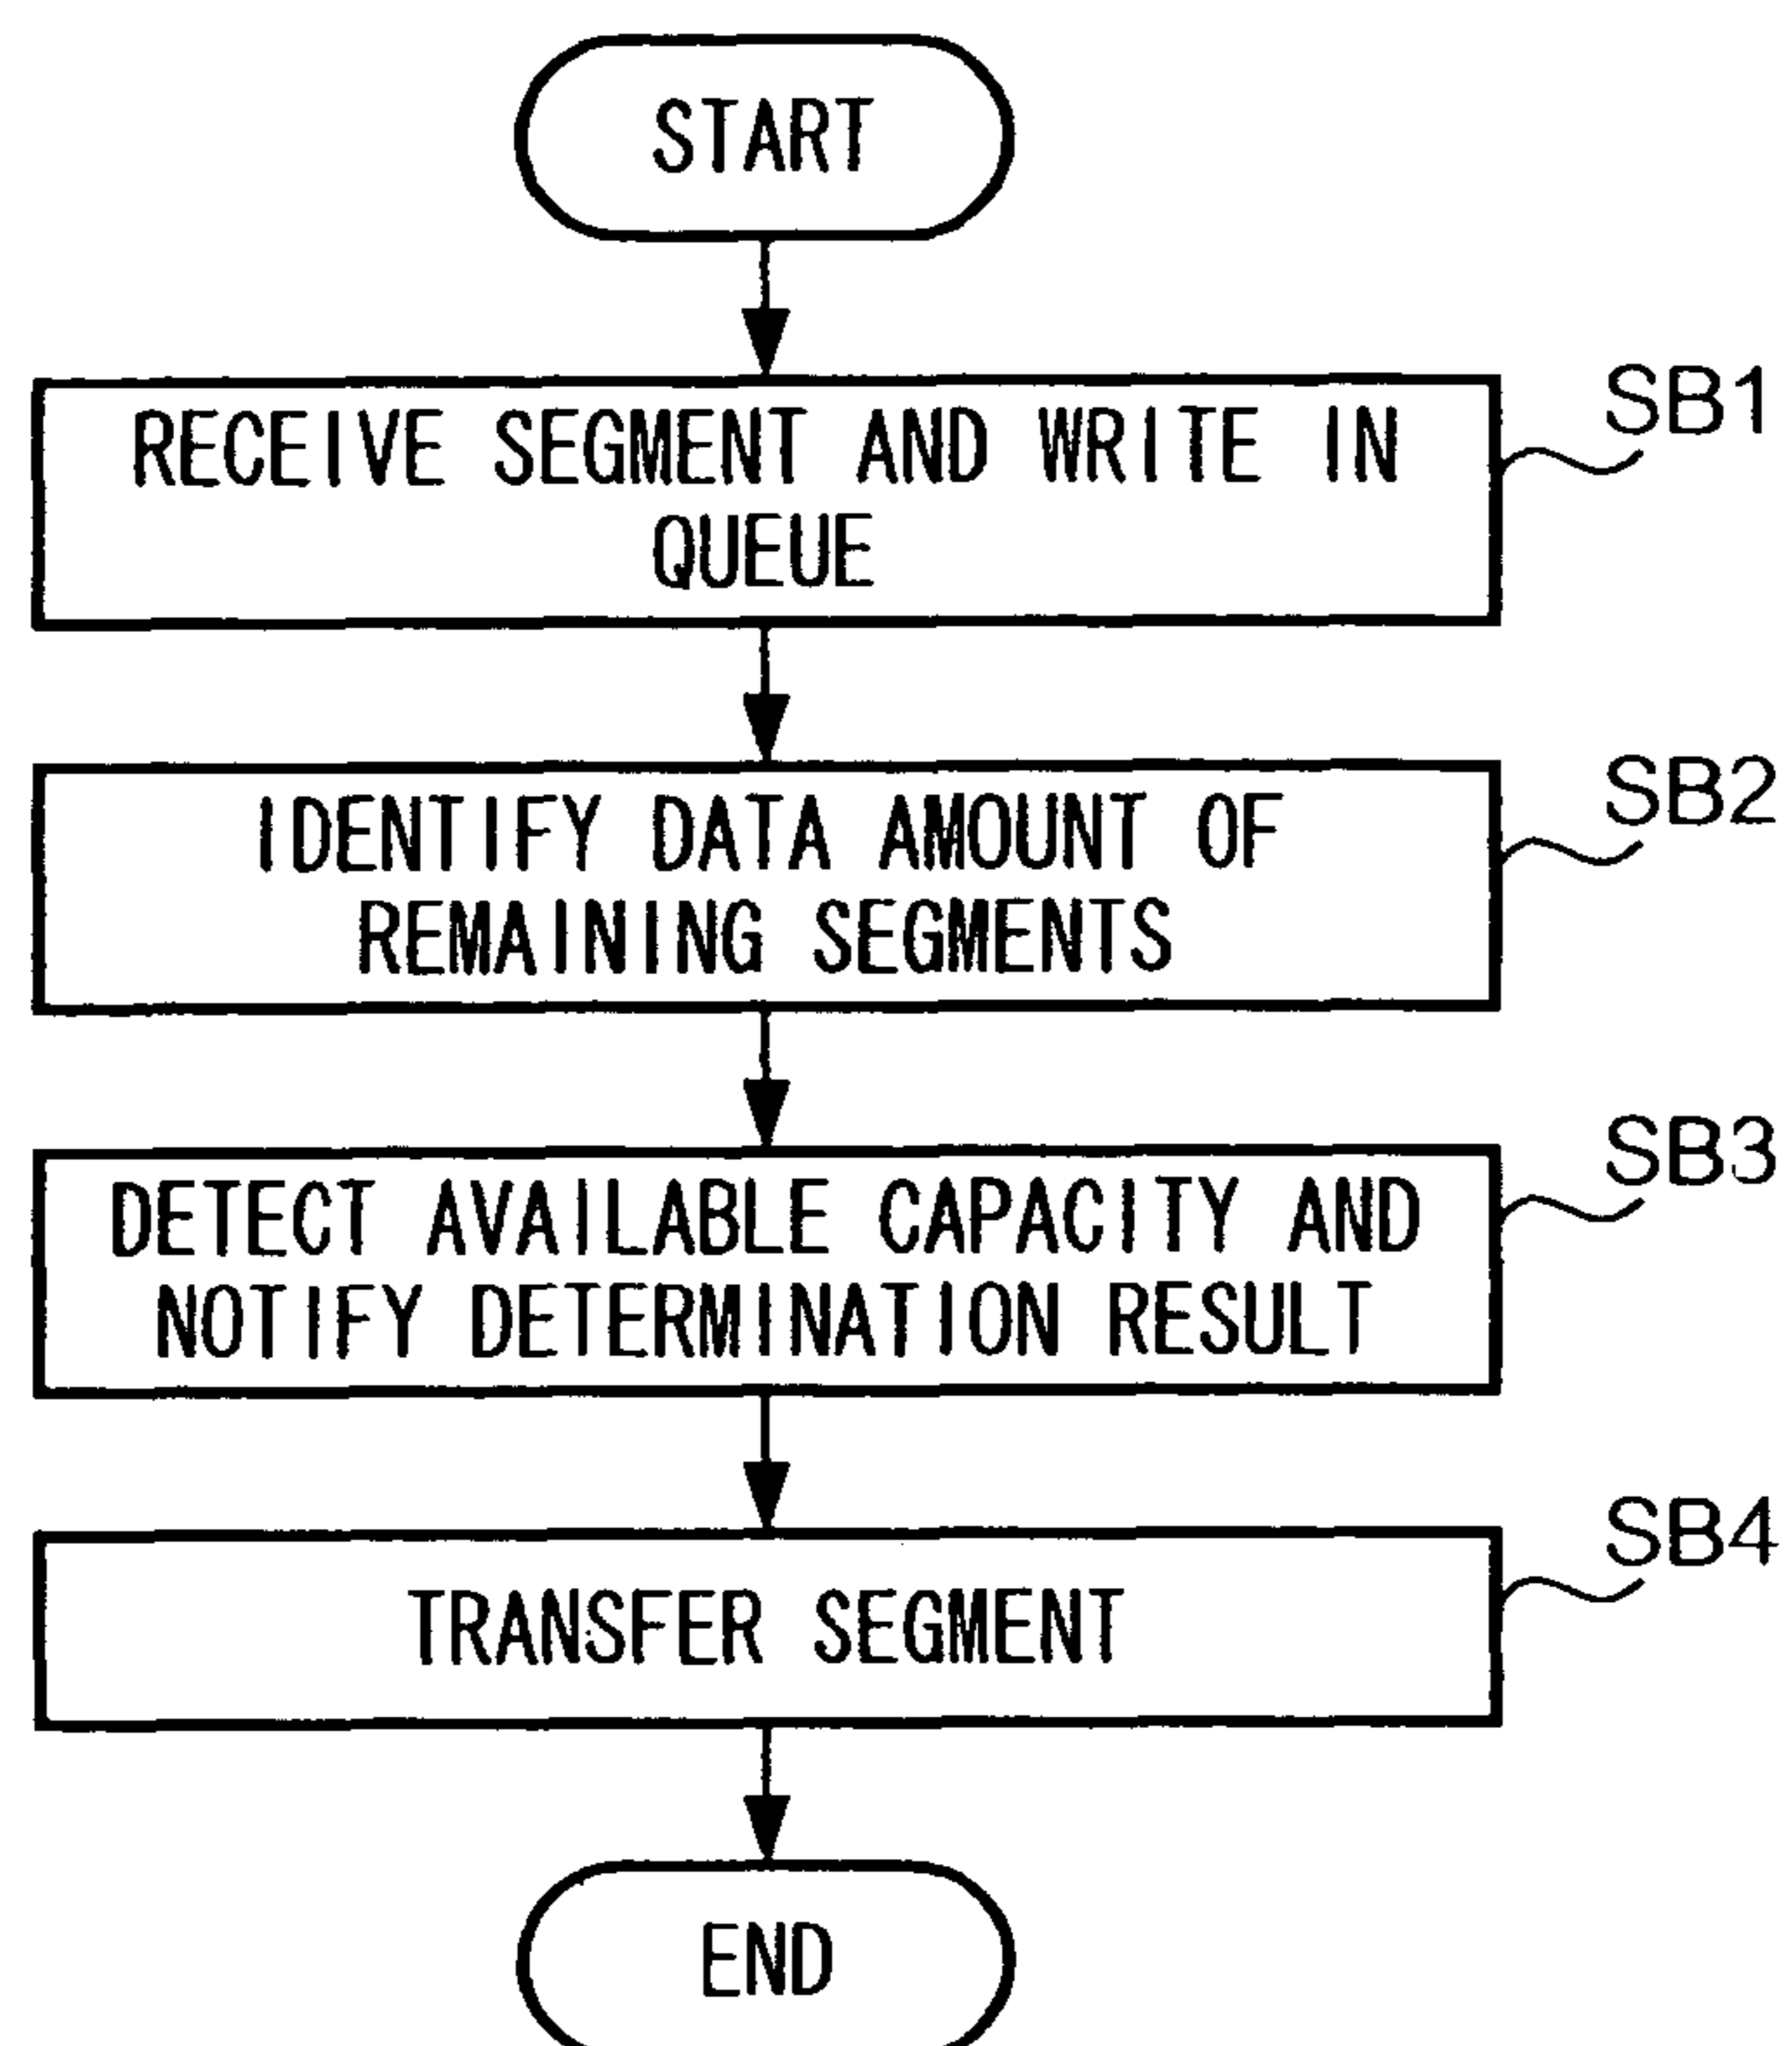 START
RECEIVE SEGMENT AND WRITE IN
QUEUE
SB1
IDENTIFY DATA AMOUNT OF
REMAINING SEGMENTS
SB2
DETECT AVAILABLE CAPACITY AND
NOTIFY DETERMINATION RESULT
SB3
TRANSFER SEGMENT
SB4
END